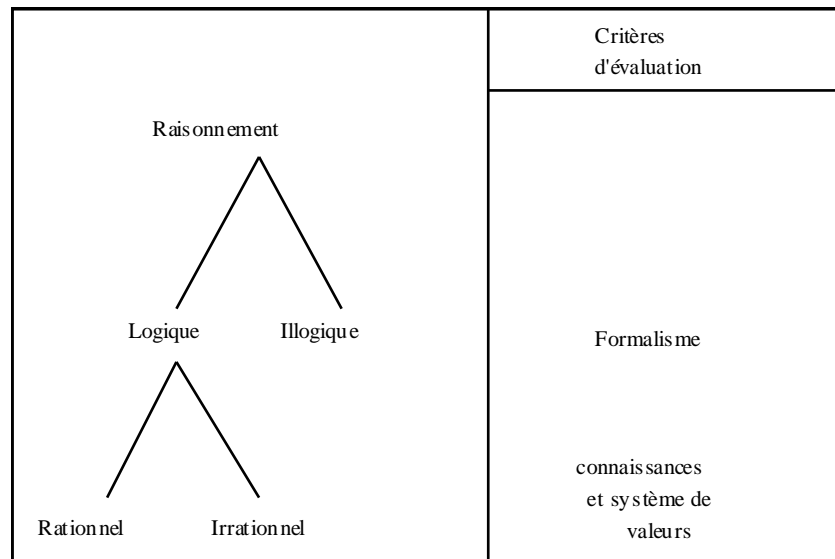 Critères
d'évaluation
Raisonnement
Logique Illogique Formalisme
connaissances
et système de
valeurs
Rationnel Irrationnel